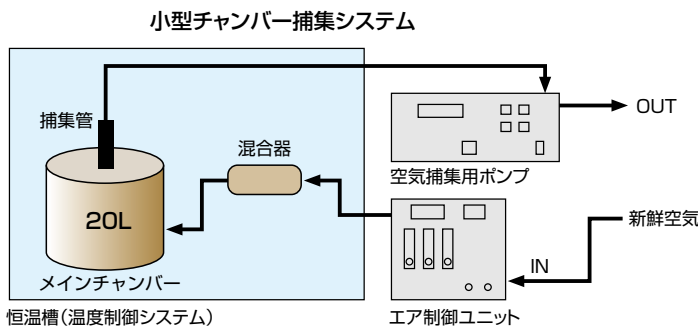 小型チャンバー捕集システム
捕集管
混合器
20L
メインチャンバー
恒温槽（温度制御システム）
OUT
空気捕集用ポンプ
新鮮空気
IN
エア制御ユニット